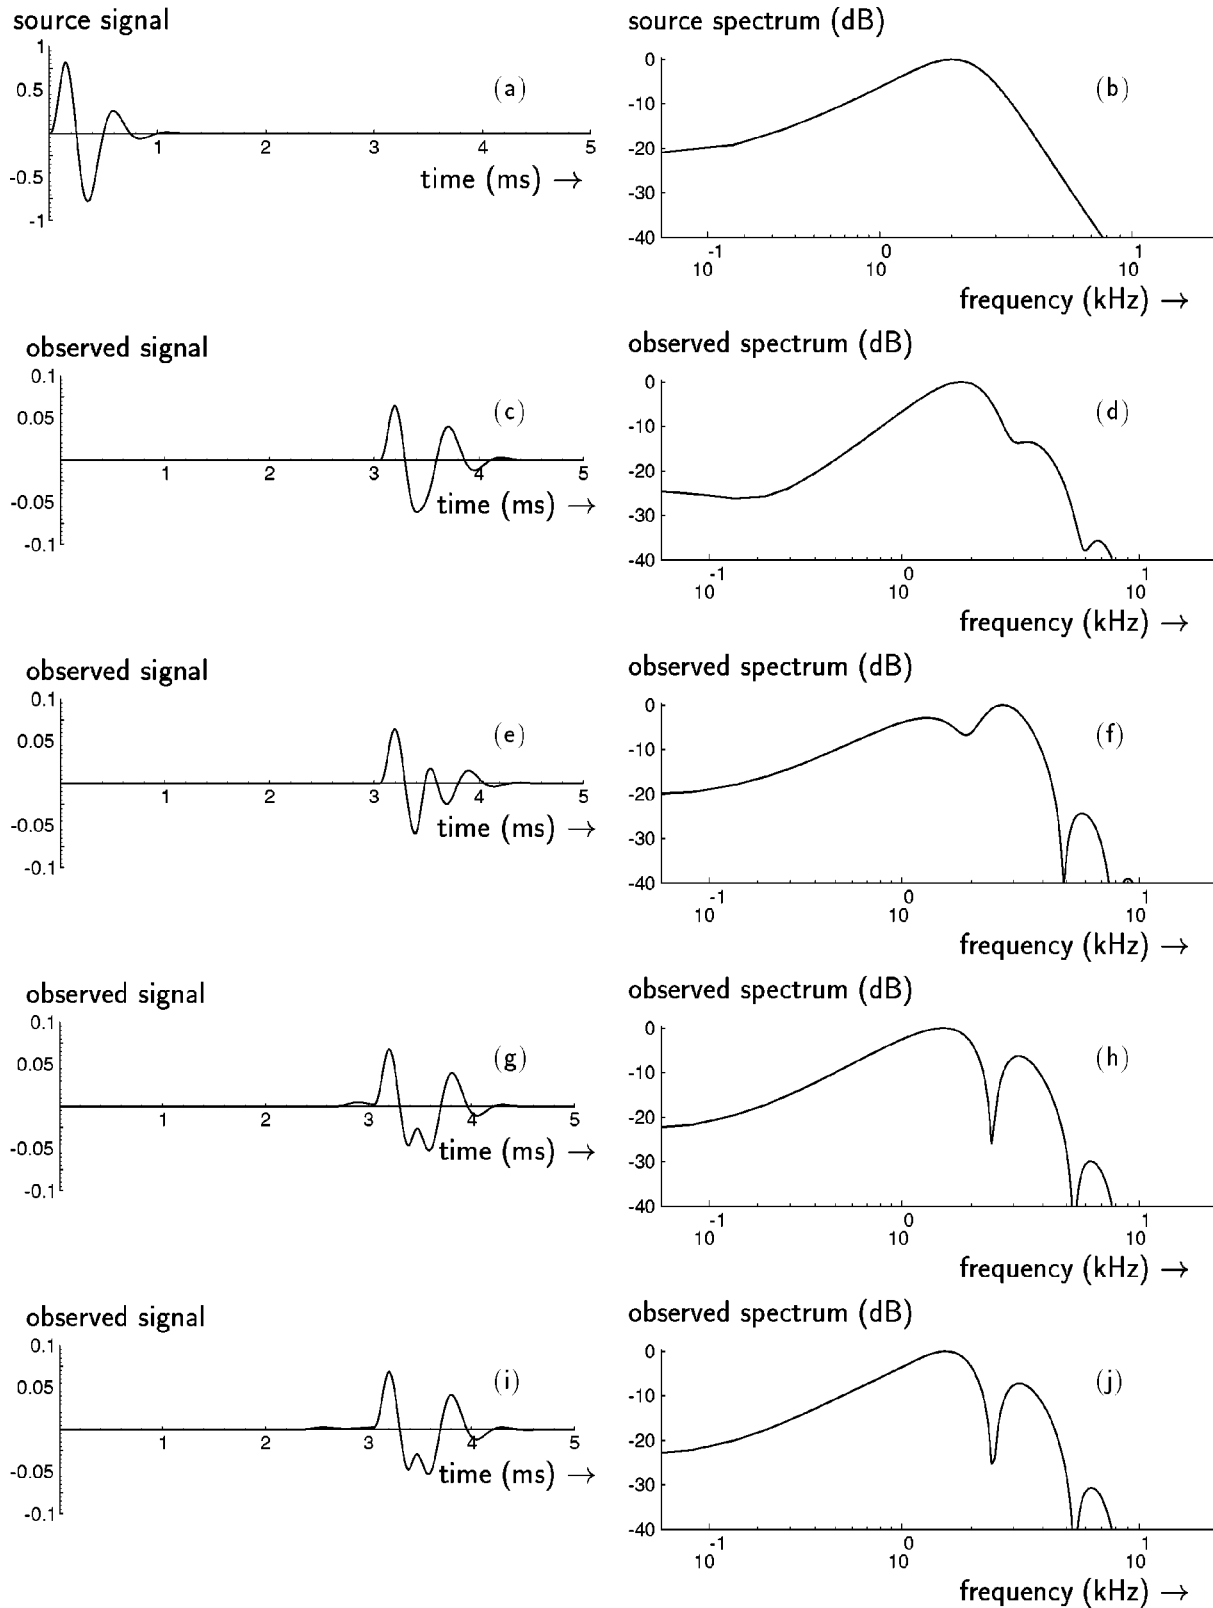 source signal
1
0.5
-0.5
-1
1 2 3 4 5
(a)
time (ms) →
source spectrum (dB)
0
-10
-20
-30
-40
(b)
10^-1 10^0 10^1
frequency (kHz) →
observed signal
0.1
0.05
-0.05
-0.1
1 2 3 4 5
(c)
time (ms) →
observed spectrum (dB)
0
-10
-20
-30
-40
(d)
10^-1 10^0 10^1
frequency (kHz) →
observed signal
0.1
0.05
-0.05
-0.1
1 2 3 4 5
(e)
time (ms) →
observed spectrum (dB)
0
-10
-20
-30
-40
(f)
10^-1 10^0 10^1
frequency (kHz) →
observed signal
0.1
0.05
-0.05
-0.1
1 2 3 4 5
(g)
time (ms) →
observed spectrum (dB)
0
-10
-20
-30
-40
(h)
10^-1 10^0 10^1
frequency (kHz) →
observed signal
0.1
0.05
-0.05
-0.1
1 2 3 4 5
(i)
time (ms) →
observed spectrum (dB)
0
-10
-20
-30
-40
(j)
10^-1 10^0 10^1
frequency (kHz) →